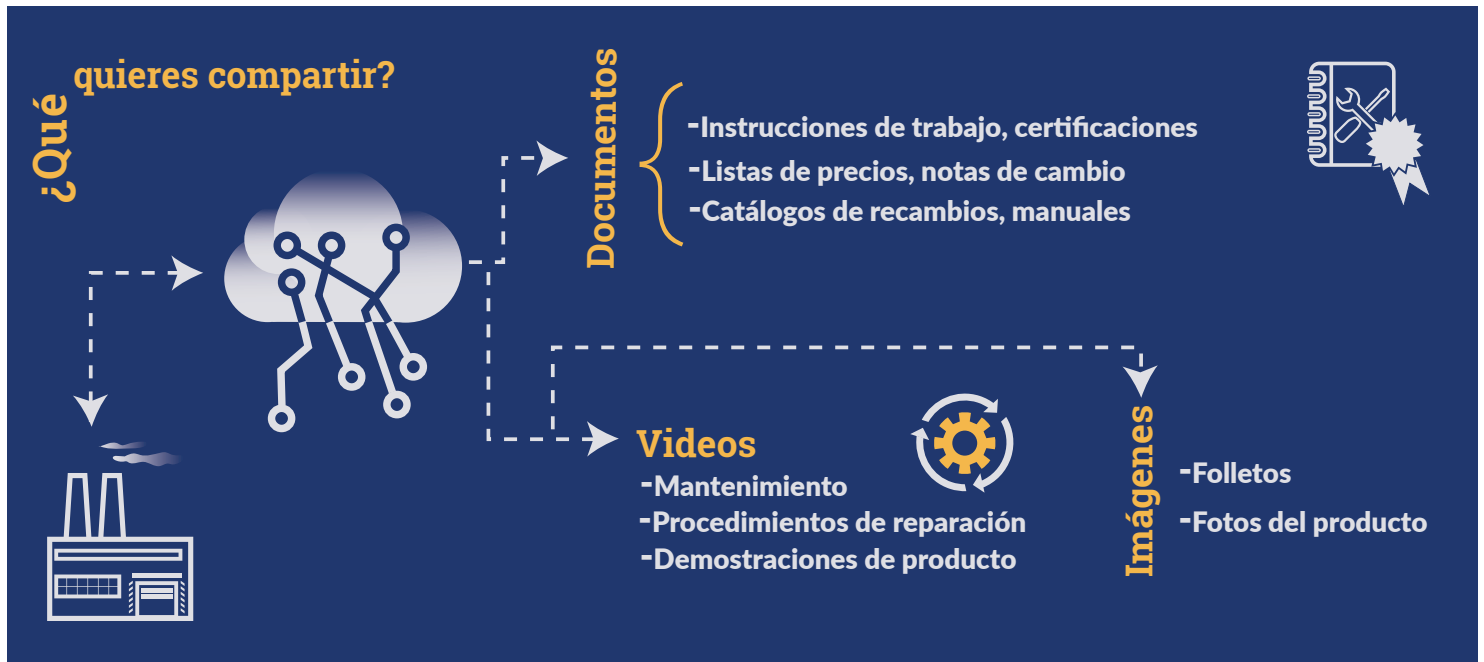 ¿Qué
quieres compartir?
Documentos
-Instrucciones de trabajo, certificaciones
-Listas de precios, notas de cambio
-Catálogos de recambios, manuales
Videos
-Mantenimiento
-Procedimientos de reparación
-Demostraciones de producto
Imágenes
-Folletos
-Fotos del producto